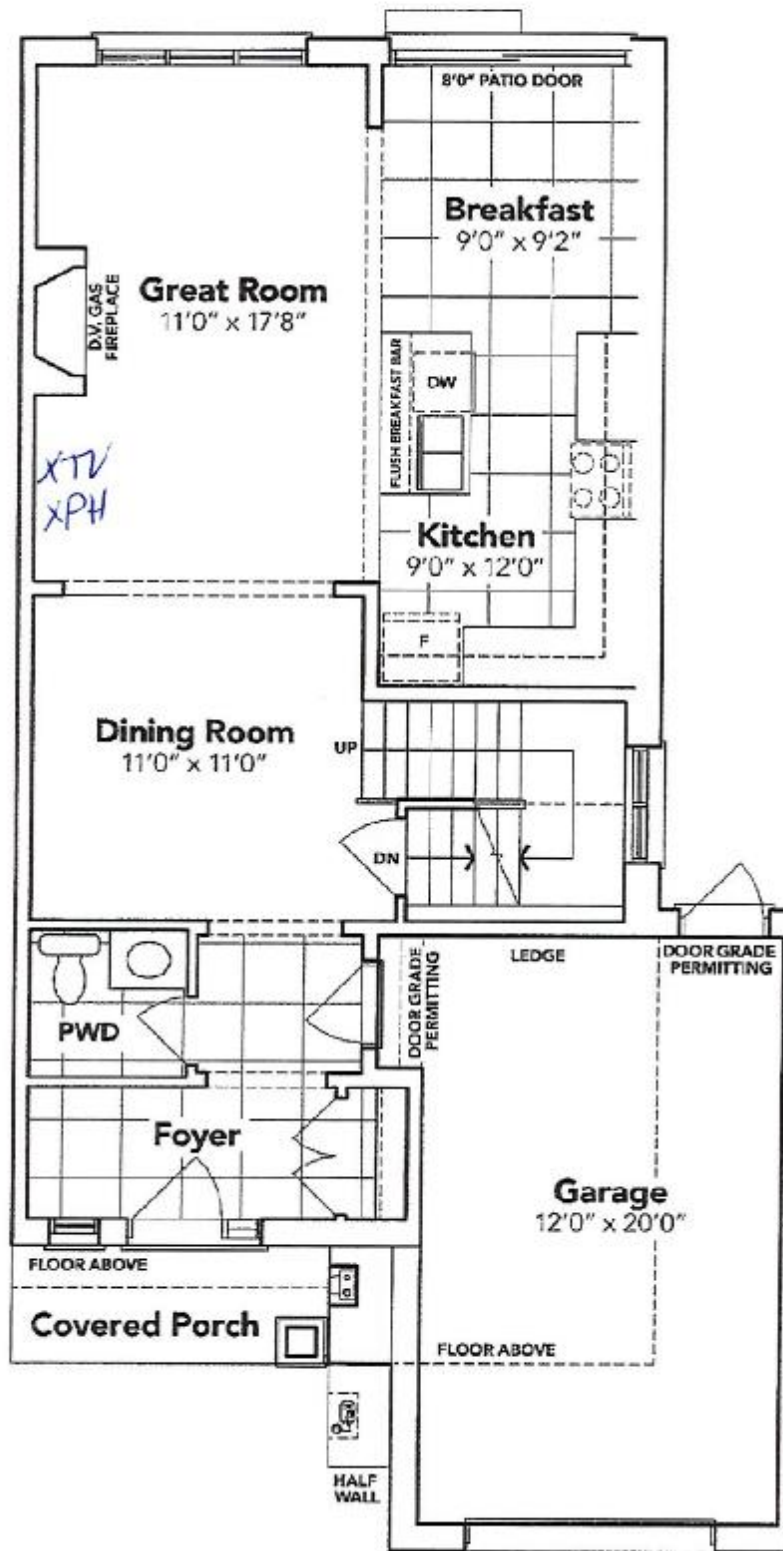 8'0" PATIO DOOR
Breakfast
9'0" x 9'2"
Great Room
11'0" x 17'8"
D.V. GAS
FIREPLACE
FLUSH BREAKFAST BAR
DW
XTV
XPH
Kitchen
9'0" x 12'0"
F
Dining Room
11'0" x 11'0"
UP
DN
PWD
DOOR GRADE
PERMITTING
LEDGE
DOOR GRADE
PERMITTING
Foyer
Garage
12'0" x 20'0"
FLOOR ABOVE
Covered Porch
FLOOR ABOVE
HALF
WALL